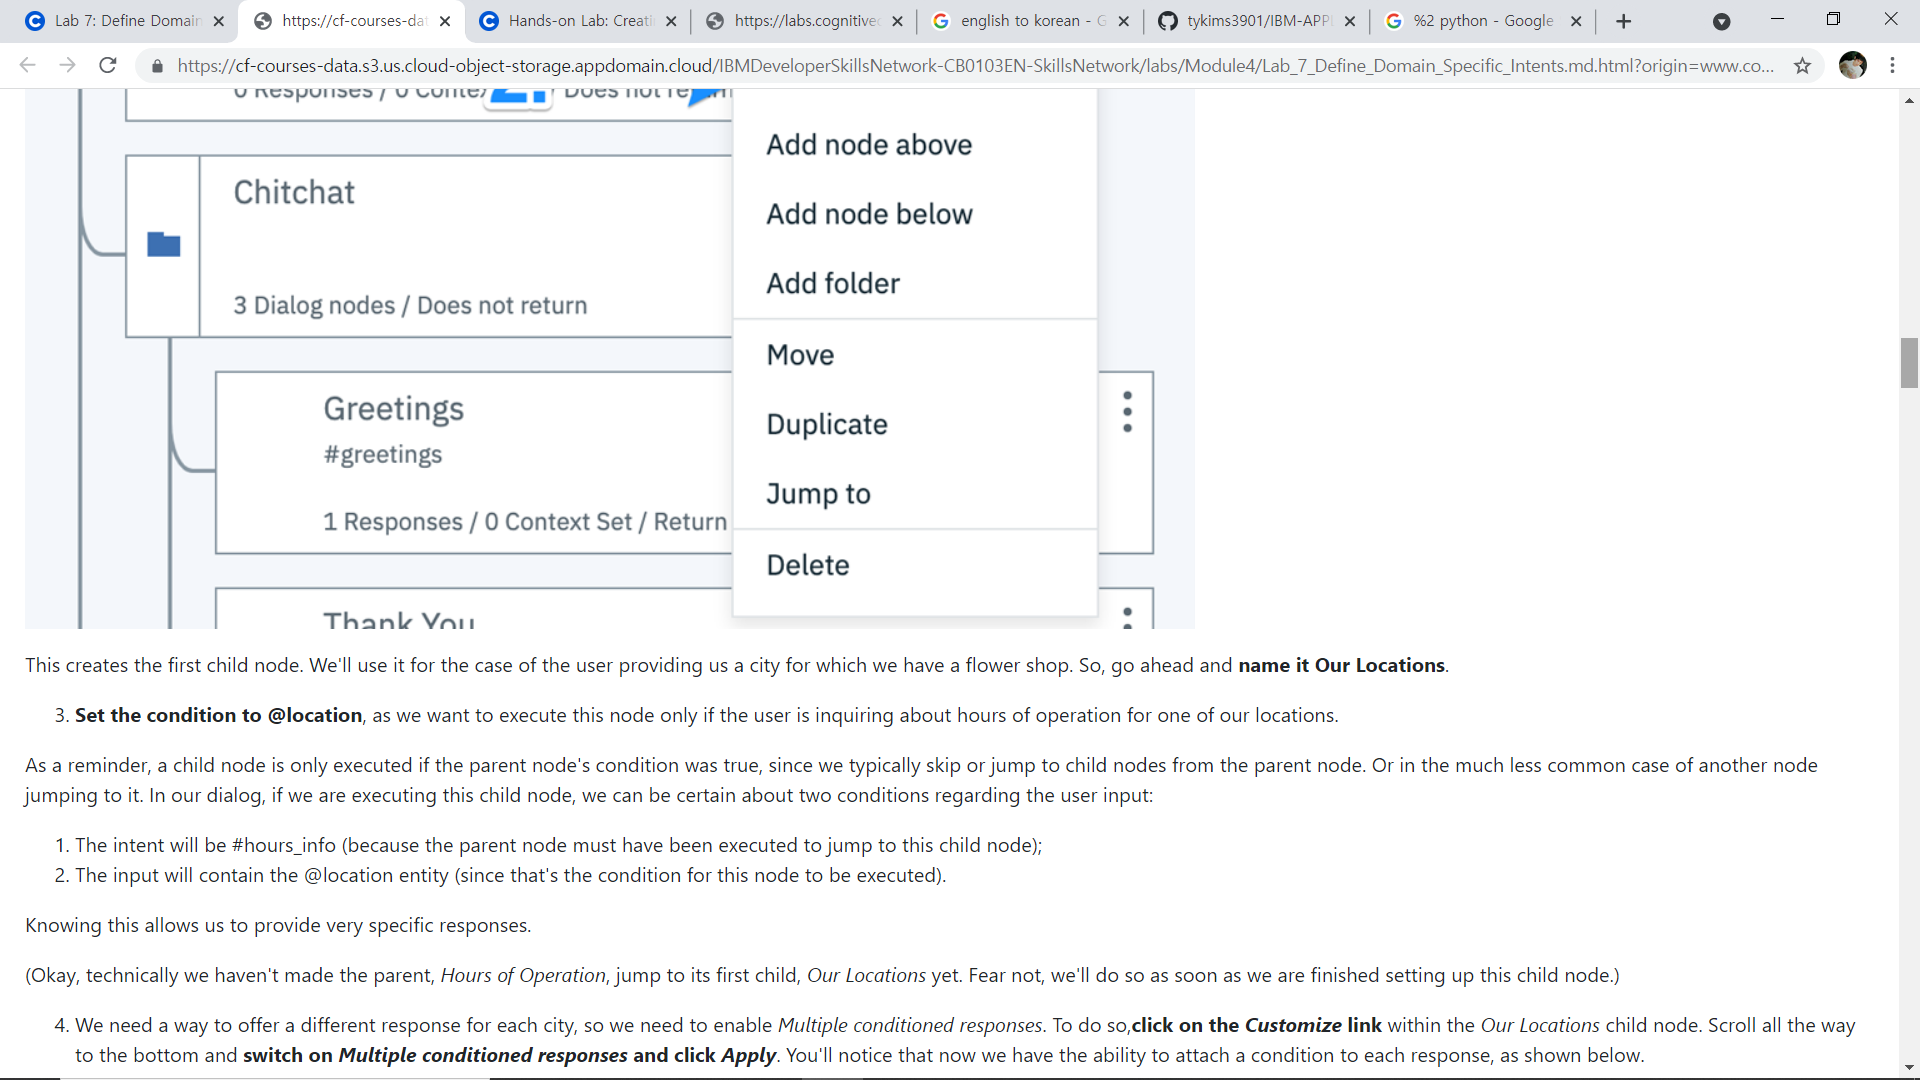 Lab 7: Define Domain
https://cf-courses-dat
Hands-on Lab: Creati
https://labs.cognitivec
english to korean - G
tykims3901/IBM-APPI
%2 python - Google
https://cf-courses-data.s3.us.cloud-object-storage.appdomain.cloud/IBMDeveloperSkillsNetwork-CB0103EN-SkillsNetwork/labs/Module4/Lab_7_Define_Domain_Specific_Intents.md.html?origin=www.co...
0 Responses / 0 Conte
Does not return
Add node above
Chitchat
Add node below
Add folder
3 Dialog nodes / Does not return
Move
Greetings
Duplicate
#greetings
Jump to
1 Responses / 0 Context Set / Return
Delete
Thank You
This creates the first child node. We'll use it for the case of the user providing us a city for which we have a flower shop. So, go ahead and name it Our Locations.
3. Set the condition to @location, as we want to execute this node only if the user is inquiring about hours of operation for one of our locations.
As a reminder, a child node is only executed if the parent node's condition was true, since we typically skip or jump to child nodes from the parent node. Or in the much less common case of another node
jumping to it. In our dialog, if we are executing this child node, we can be certain about two conditions regarding the user input:
1. The intent will be #hours_info (because the parent node must have been executed to jump to this child node);
2. The input will contain the @location entity (since that's the condition for this node to be executed).
Knowing this allows us to provide very specific responses.
(Okay, technically we haven't made the parent, Hours of Operation, jump to its first child, Our Locations yet. Fear not, we'll do so as soon as we are finished setting up this child node.)
4. We need a way to offer a different response for each city, so we need to enable Multiple conditioned responses. To do so,click on the Customize link within the Our Locations child node. Scroll all the way
to the bottom and switch on Multiple conditioned responses and click Apply. You'll notice that now we have the ability to attach a condition to each response, as shown below.